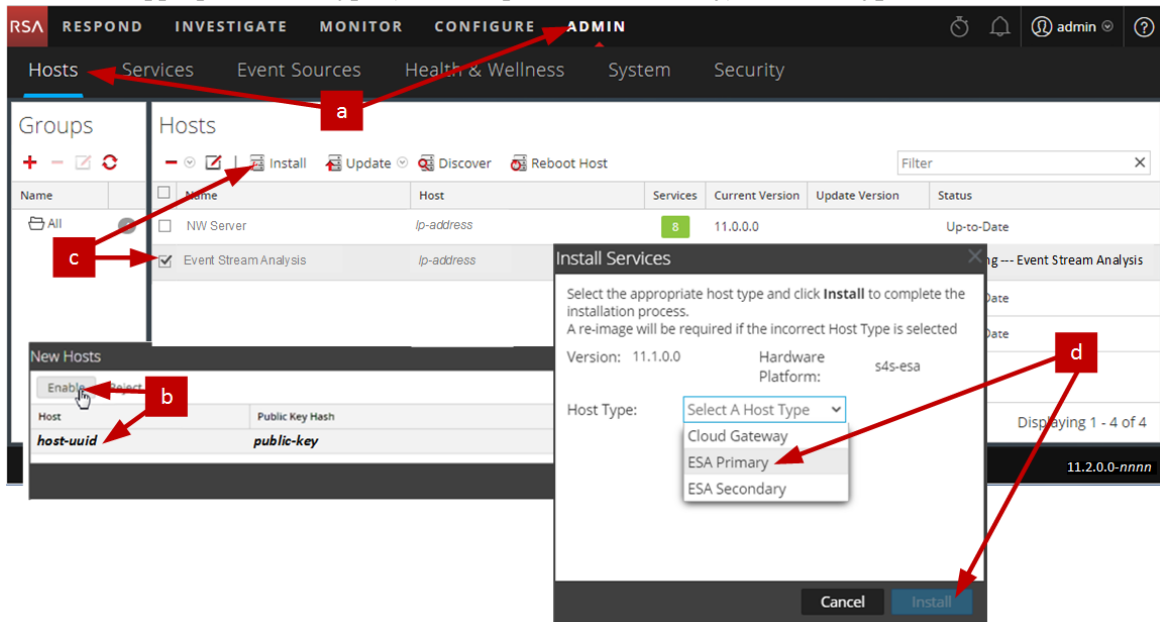 RSA RESPOND INVESTIGATE MONITOR CONFIGURE ADMIN admin ?
Hosts Services Event Sources Health & Wellness System Security
a
Groups
Hosts
Install Update Discover Reboot Host Filter
Name
Name Host Services Current Version Update Version Status
All
NW Server Ip-address 8 11.0.0.0 Up-to-Date
c
Event Stream Analysis Ip-address
ng --- Event Stream Analysis
Date
Date
Install Services
Select the appropriate host type and click Install to complete the
installation process.
A re-image will be required if the incorrect Host Type is selected
Version: 11.1.0.0 Hardware
Platform: s4s-esa
d
Host Type: Select A Host Type
Cloud Gateway
ESA Primary
ESA Secondary
Cancel Install
New Hosts
Enable Reject
b
Host Public Key Hash
host-uuid public-key
Displaying 1 - 4 of 4
11.2.0.0-nnnn